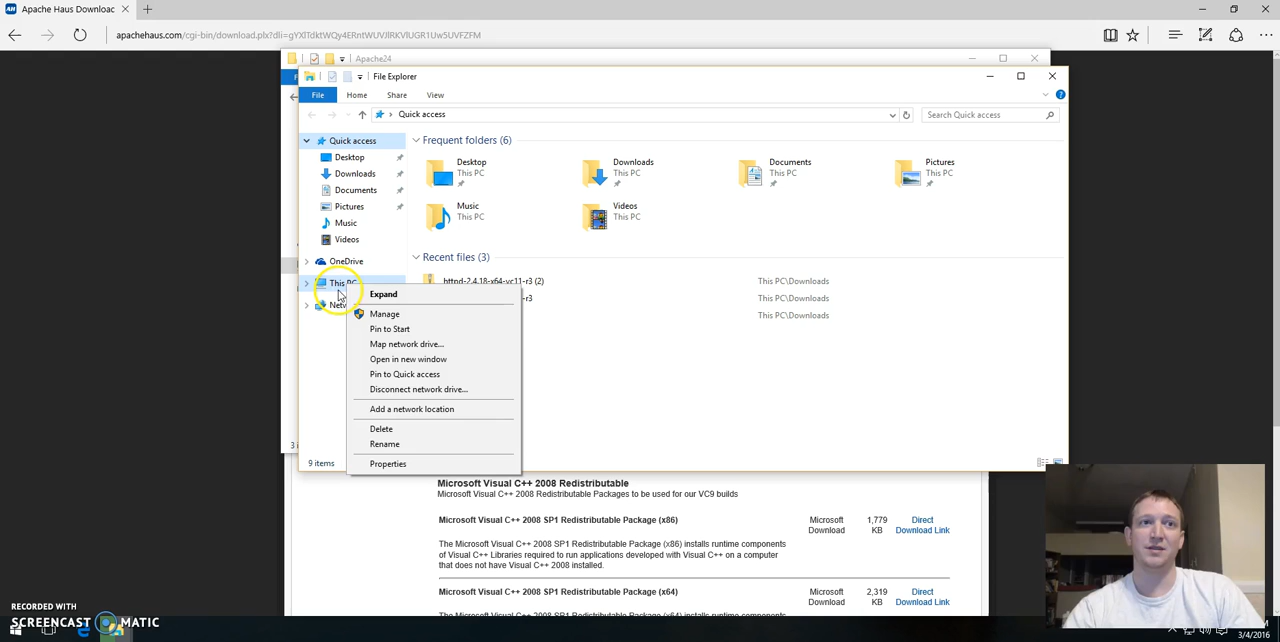 Apache Haus Downloac
apachehaus.com/cgi-bin/download.plx?dli=gYXlTdktWQy4ERntWUVJlRKVlUGR1Uw5UVFZFM
Apache24
File Explorer
File
Home
Share
View
Quick access
Search Quick access
Quick access
Desktop
Downloads
Documents
Pictures
Music
Videos
OneDrive
This PC
Netw
Frequent folders (6)
Desktop
This PC
Downloads
This PC
Documents
This PC
Pictures
This PC
Music
This PC
Videos
This PC
Recent files (3)
httpd-2.4.18-x64-vc11-r3 (2)
This PC\Downloads
-r3
This PC\Downloads
This PC\Downloads
Expand
Manage
Pin to Start
Map network drive...
Open in new window
Pin to Quick access
Disconnect network drive...
Add a network location
Delete
Rename
Properties
9 items
Microsoft Visual C++ 2008 Redistributable
Microsoft Visual C++ 2008 Redistributable Packages to be used for our VC9 builds
Microsoft Visual C++ 2008 SP1 Redistributable Package (x86)
Microsoft Download
1,779 KB
Direct Download Link
The Microsoft Visual C++ 2008 SP1 Redistributable Package (x86) installs runtime components
of Visual C++ Libraries required to run applications developed with Visual C++ on a computer
that does not have Visual C++ 2008 installed.
Microsoft Visual C++ 2008 SP1 Redistributable Package (x64)
Microsoft Download
2,319 KB
Direct Download Link
RECORDED WITH
SCREENCAST MATIC
3/4/2016